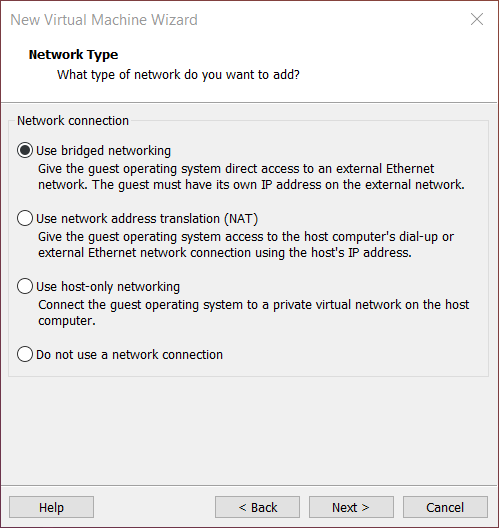 New Virtual Machine Wizard
Network Type
What type of network do you want to add?
Network connection
Use bridged networking
Give the guest operating system direct access to an external Ethernet
network. The guest must have its own IP address on the external network.
Use network address translation (NAT)
Give the guest operating system access to the host computer's dial-up or
external Ethernet network connection using the host's IP address.
Use host-only networking
Connect the guest operating system to a private virtual network on the host
computer.
Do not use a network connection
Help
< Back
Next >
Cancel